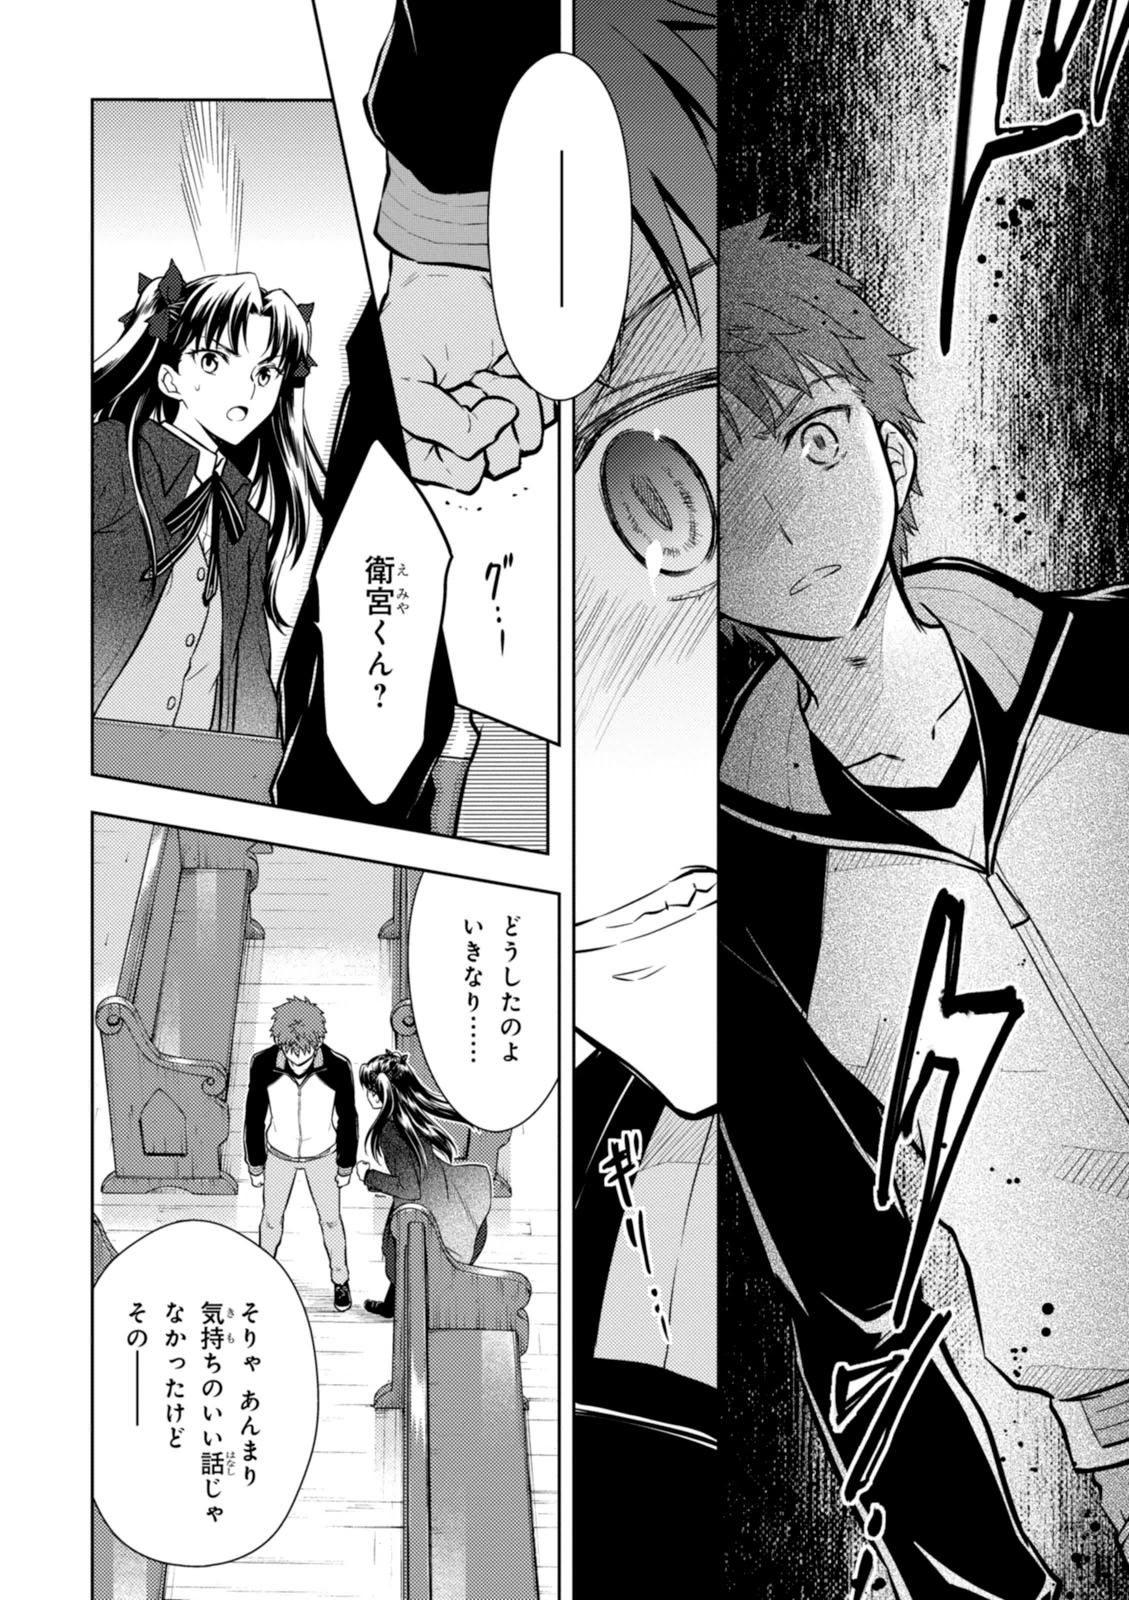 ――
ギリ…
グ…
衛宮くん？
どうしたのよ
いきなり……
そりゃ あんまり
気持ちのいい話じゃ
なかったけど
その――